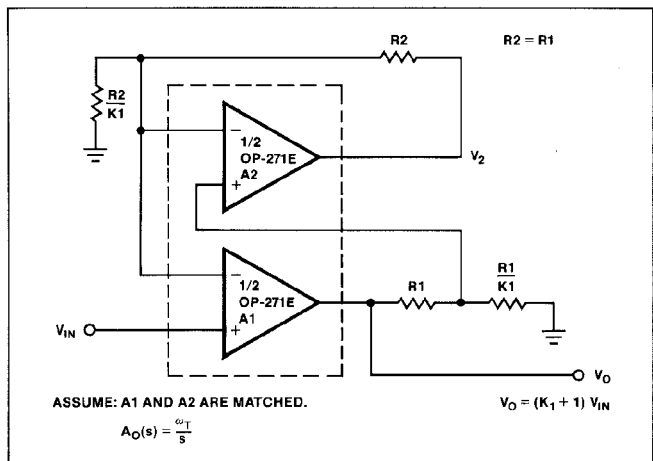 R2
R2 = R1
R2
K1
−
1/2
OP-271E
A2
+
V2
−
1/2
OP-271E
A1
+
R1
R1
K1
VIN
VO
ASSUME: A1 AND A2 ARE MATCHED.
VO = (K1 + 1) VIN
AO(s) = ωT
s